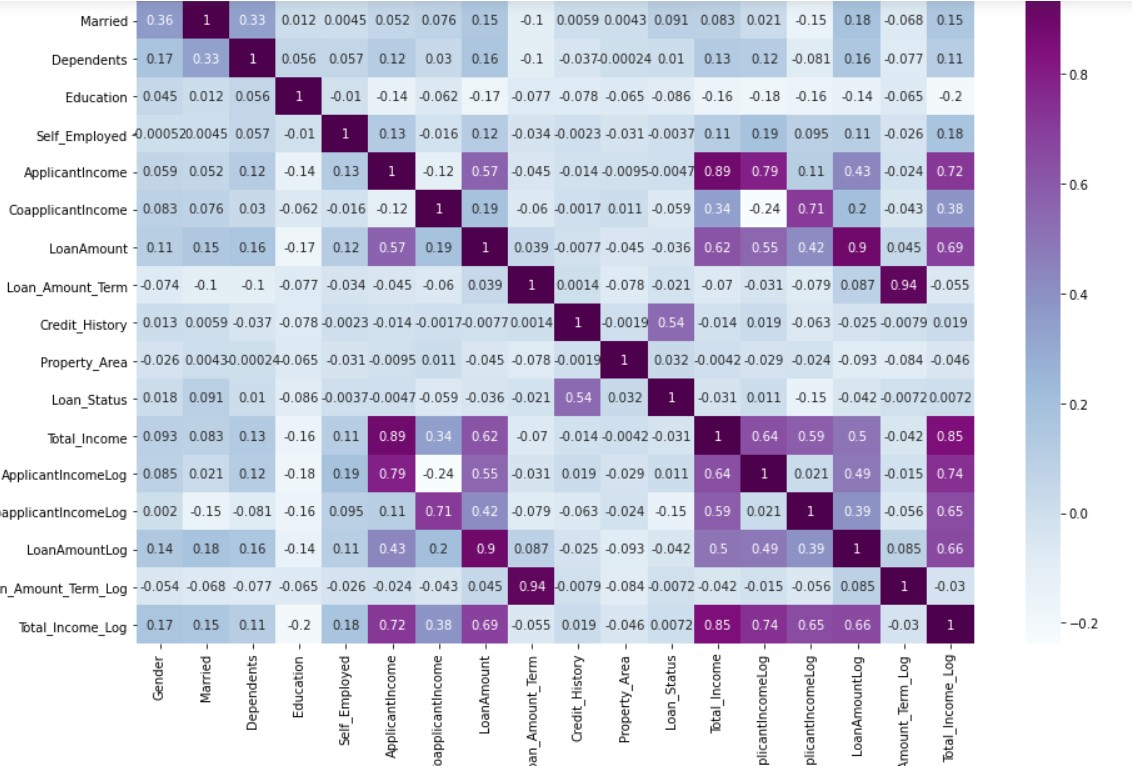 Married 0.36 1 0.33 0.012 0.0045 0.052 0.076 0.15 -0.1 0.0059 0.0043 0.091 0.083 0.021 -0.15 0.18 -0.068 0.15
Dependents 0.17 0.33 1 0.056 0.057 0.12 0.03 0.16 -0.1 -0.037 -0.00024 0.01 0.13 0.12 -0.081 0.16 -0.077 0.11
0.8
Education 0.045 0.012 0.056 1 -0.01 -0.14 -0.062 -0.17 -0.077 -0.078 -0.065 -0.086 -0.16 -0.18 -0.16 -0.14 -0.065 -0.2
Self_Employed 0.00052 0.0045 0.057 -0.01 1 0.13 -0.016 0.12 -0.034 -0.0023 -0.031 -0.0037 0.11 0.19 0.095 0.11 -0.026 0.18
ApplicantIncome 0.059 0.052 0.12 -0.14 0.13 1 -0.12 0.57 -0.045 -0.014 -0.0095 -0.0047 0.89 0.79 0.11 0.43 -0.024 0.72
0.6
CoapplicantIncome 0.083 0.076 0.03 -0.062 -0.016 -0.12 1 0.19 -0.06 -0.0017 0.011 -0.059 0.34 -0.24 0.71 0.2 -0.043 0.38
LoanAmount 0.11 0.15 0.16 -0.17 0.12 0.57 0.19 1 0.039 -0.0077 -0.045 -0.036 0.62 0.55 0.42 0.9 0.045 0.69
Loan_Amount_Term -0.074 -0.1 -0.1 -0.077 -0.034 -0.045 -0.06 0.039 1 0.0014 -0.078 -0.021 -0.07 -0.031 -0.079 0.087 0.94 -0.055
0.4
Credit_History 0.013 0.0059 -0.037 -0.078 -0.0023 -0.014 -0.0017 -0.0077 0.0014 1 -0.0019 0.54 -0.014 0.019 -0.063 -0.025 -0.0079 0.019
Property_Area -0.026 0.0043 -0.00024 -0.065 -0.031 -0.0095 0.011 -0.045 -0.078 -0.0019 1 0.032 -0.0042 -0.029 -0.024 -0.093 -0.084 -0.046
Loan_Status 0.018 0.091 0.01 -0.086 -0.0037 -0.0047 -0.059 -0.036 -0.021 0.54 0.032 1 -0.031 0.011 -0.15 -0.042 -0.0072 0.0072
0.2
Total_Income 0.093 0.083 0.13 -0.16 0.11 0.89 0.34 0.62 -0.07 -0.014 -0.0042 -0.031 1 0.64 0.59 0.5 -0.042 0.85
ApplicantIncomeLog 0.085 0.021 0.12 -0.18 0.19 0.79 -0.24 0.55 -0.031 0.019 -0.029 0.011 0.64 1 0.021 0.49 -0.015 0.74
applicantIncomeLog 0.002 -0.15 -0.081 -0.16 0.095 0.11 0.71 0.42 -0.079 -0.063 -0.024 -0.15 0.59 0.021 1 0.39 -0.056 0.65
0.0
LoanAmountLog 0.14 0.18 0.16 -0.14 0.11 0.43 0.2 0.9 0.087 -0.025 -0.093 -0.042 0.5 0.49 0.39 1 0.085 0.66
n_Amount_Term_Log -0.054 -0.068 -0.077 -0.065 -0.026 -0.024 -0.043 0.045 0.94 -0.0079 -0.084 -0.0072 -0.042 -0.015 -0.056 0.085 1 -0.03
Total_Income_Log 0.17 0.15 0.11 -0.2 0.18 0.72 0.38 0.69 -0.055 0.019 -0.046 0.0072 0.85 0.74 0.65 0.66 -0.03 1
−0.2
Gender
Married
Dependents
Education
Self_Employed
ApplicantIncome
oapplicantIncome
LoanAmount
oan_Amount_Term
Credit_History
Property_Area
Loan_Status
Total_Income
plicantIncomeLog
plicantIncomeLog
LoanAmountLog
Amount_Term_Log
Total_Income_Log